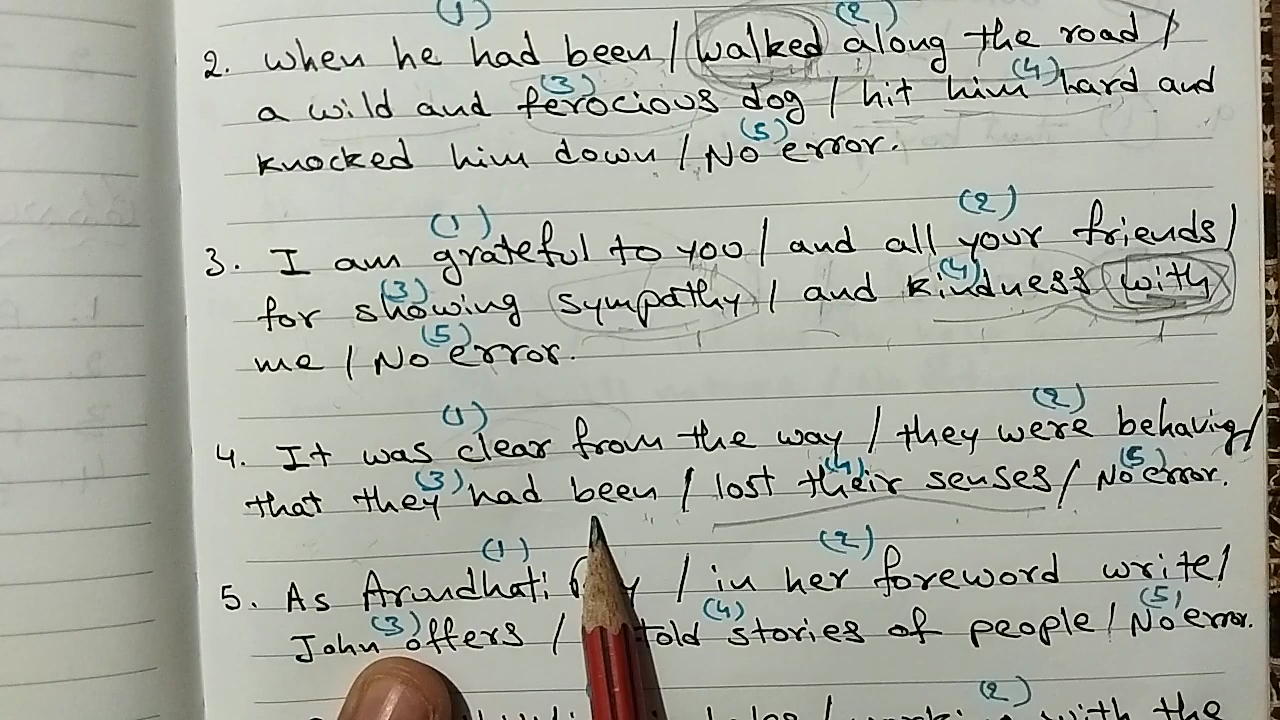 (1) (2)
2. When he had been / walked along the road /
(3) (4)
a wild and ferocious dog / hit him hard and
(5)
knocked him down / No error.
(1) (2)
3. I am grateful to you / and all your friends /
(3) (4)
for showing sympathy / and kindness with
(5)
me / No error.
(1) (2)
4. It was clear from the way / they were behaving /
(3) (4) (5)
that they had been / lost their senses / No error.
(1) (2)
5. As Arundhati / in her foreword write /
(3) (4) (5)
John offers / told stories of people / No error.
(2)
with the